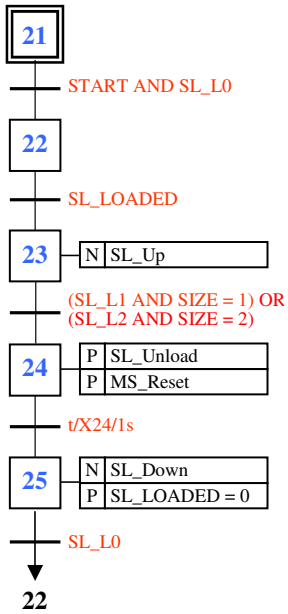 21
START AND SL_L0
22
SL_LOADED
23
N SL_Up
(SL_L1 AND SIZE = 1) OR
(SL_L2 AND SIZE = 2)
24
P SL_Unload
P MS_Reset
t/X24/1s
25
N SL_Down
P SL_LOADED = 0
SL_L0
22